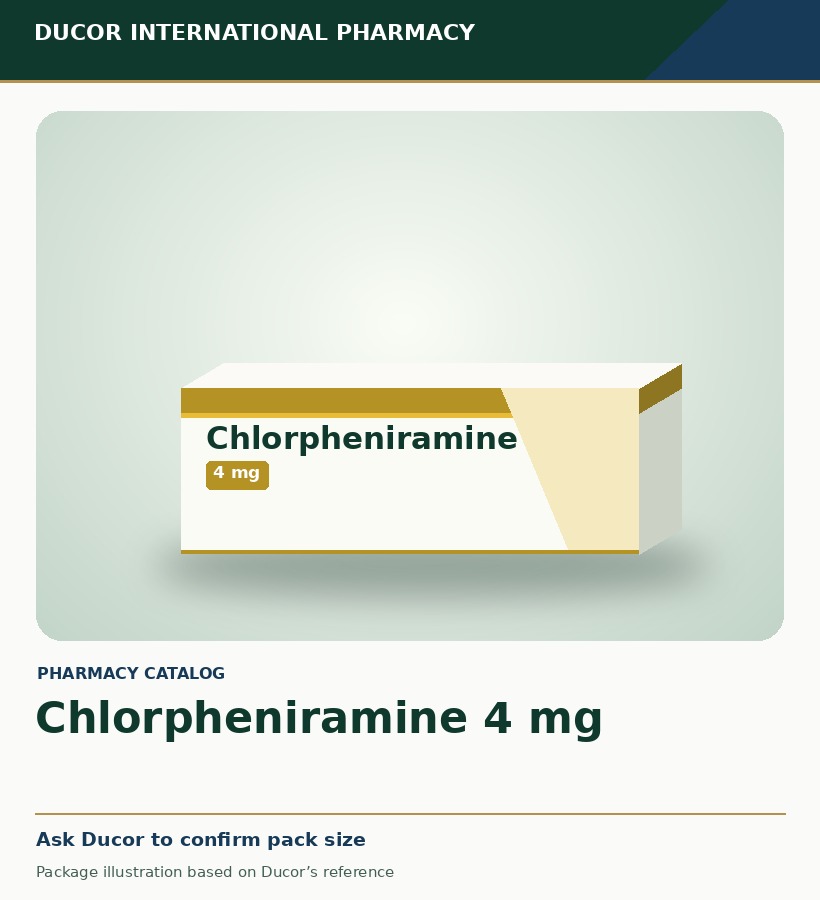 DUCOR INTERNATIONAL PHARMACY
Chlorpheniramine
4 mg
PHARMACY CATALOG
Chlorpheniramine 4 mg
Ask Ducor to confirm pack size
Package illustration based on Ducor’s reference